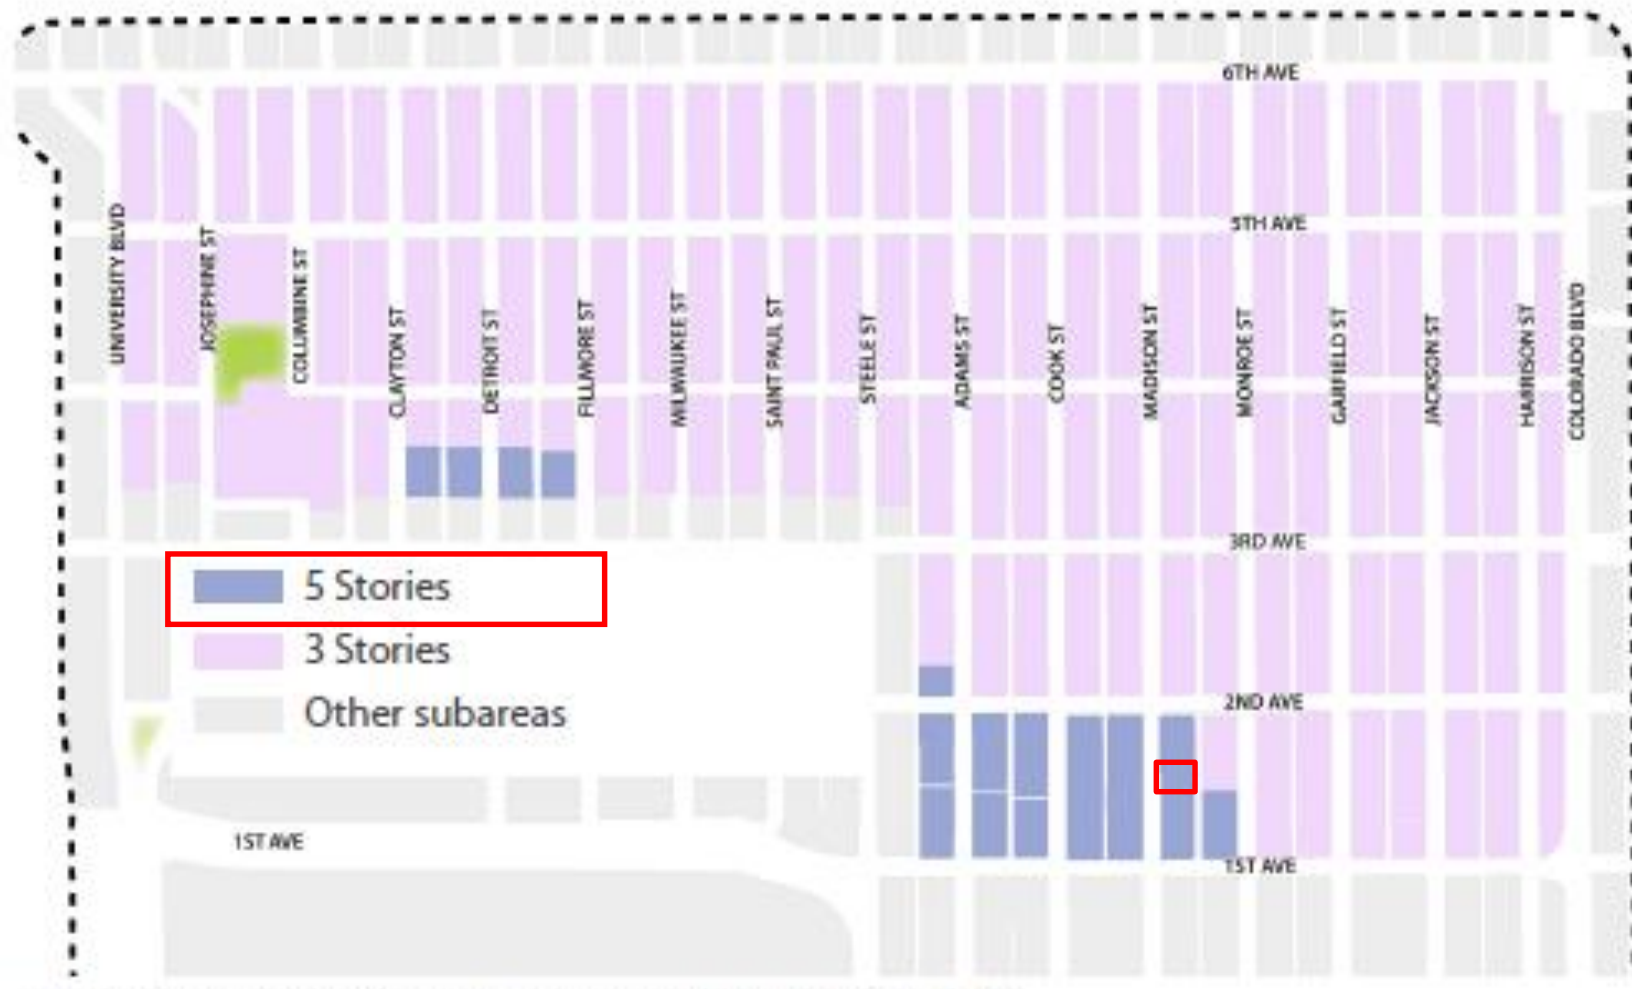 6TH AVE
5TH AVE
UNIVERSITY BLVD
JOSEPHINE ST
COLUMBINE ST
CLAYTON ST
DETROIT ST
FILLMORE ST
MILWAUKEE ST
SAINT PAUL ST
STEELE ST
ADAMS ST
COOK ST
MADISON ST
MONROE ST
GARFIELD ST
JACKSON ST
HARRISON ST
COLORADO BLVD
3RD AVE
5 Stories
3 Stories
Other subareas
2ND AVE
1ST AVE
1ST AVE